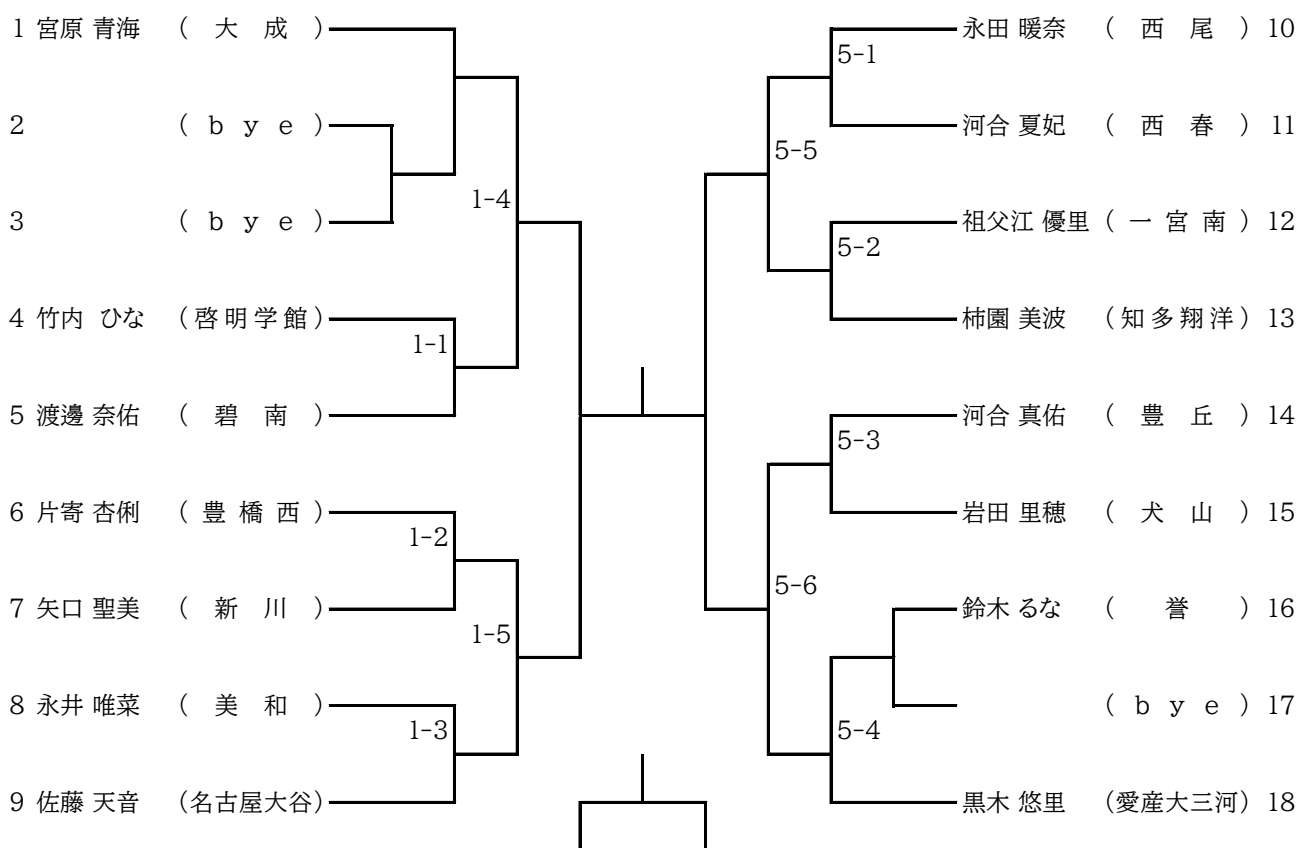 1 宮原 青海 ( 大 成 )
2 ( b y e )
3 ( b y e )
1-4
4 竹内 ひな ( 啓明学館 )
1-1
5 渡邊 奈佑 ( 碧 南 )
6 片寄 杏俐 ( 豊 橋 西 )
1-2
7 矢口 聖美 ( 新 川 )
1-5
8 永井 唯菜 ( 美 和 )
1-3
9 佐藤 天音 (名古屋大谷)
永田 暖奈 ( 西 尾 ) 10
5-1
河合 夏妃 ( 西 春 ) 11
5-5
祖父江 優里 ( 一 宮 南 ) 12
5-2
柿園 美波 ( 知多翔洋 ) 13
河合 真佑 ( 豊 丘 ) 14
5-3
岩田 里穂 ( 犬 山 ) 15
5-6
鈴木 るな ( 誉 ) 16
( b y e ) 17
5-4
黒木 悠里 (愛産大三河) 18